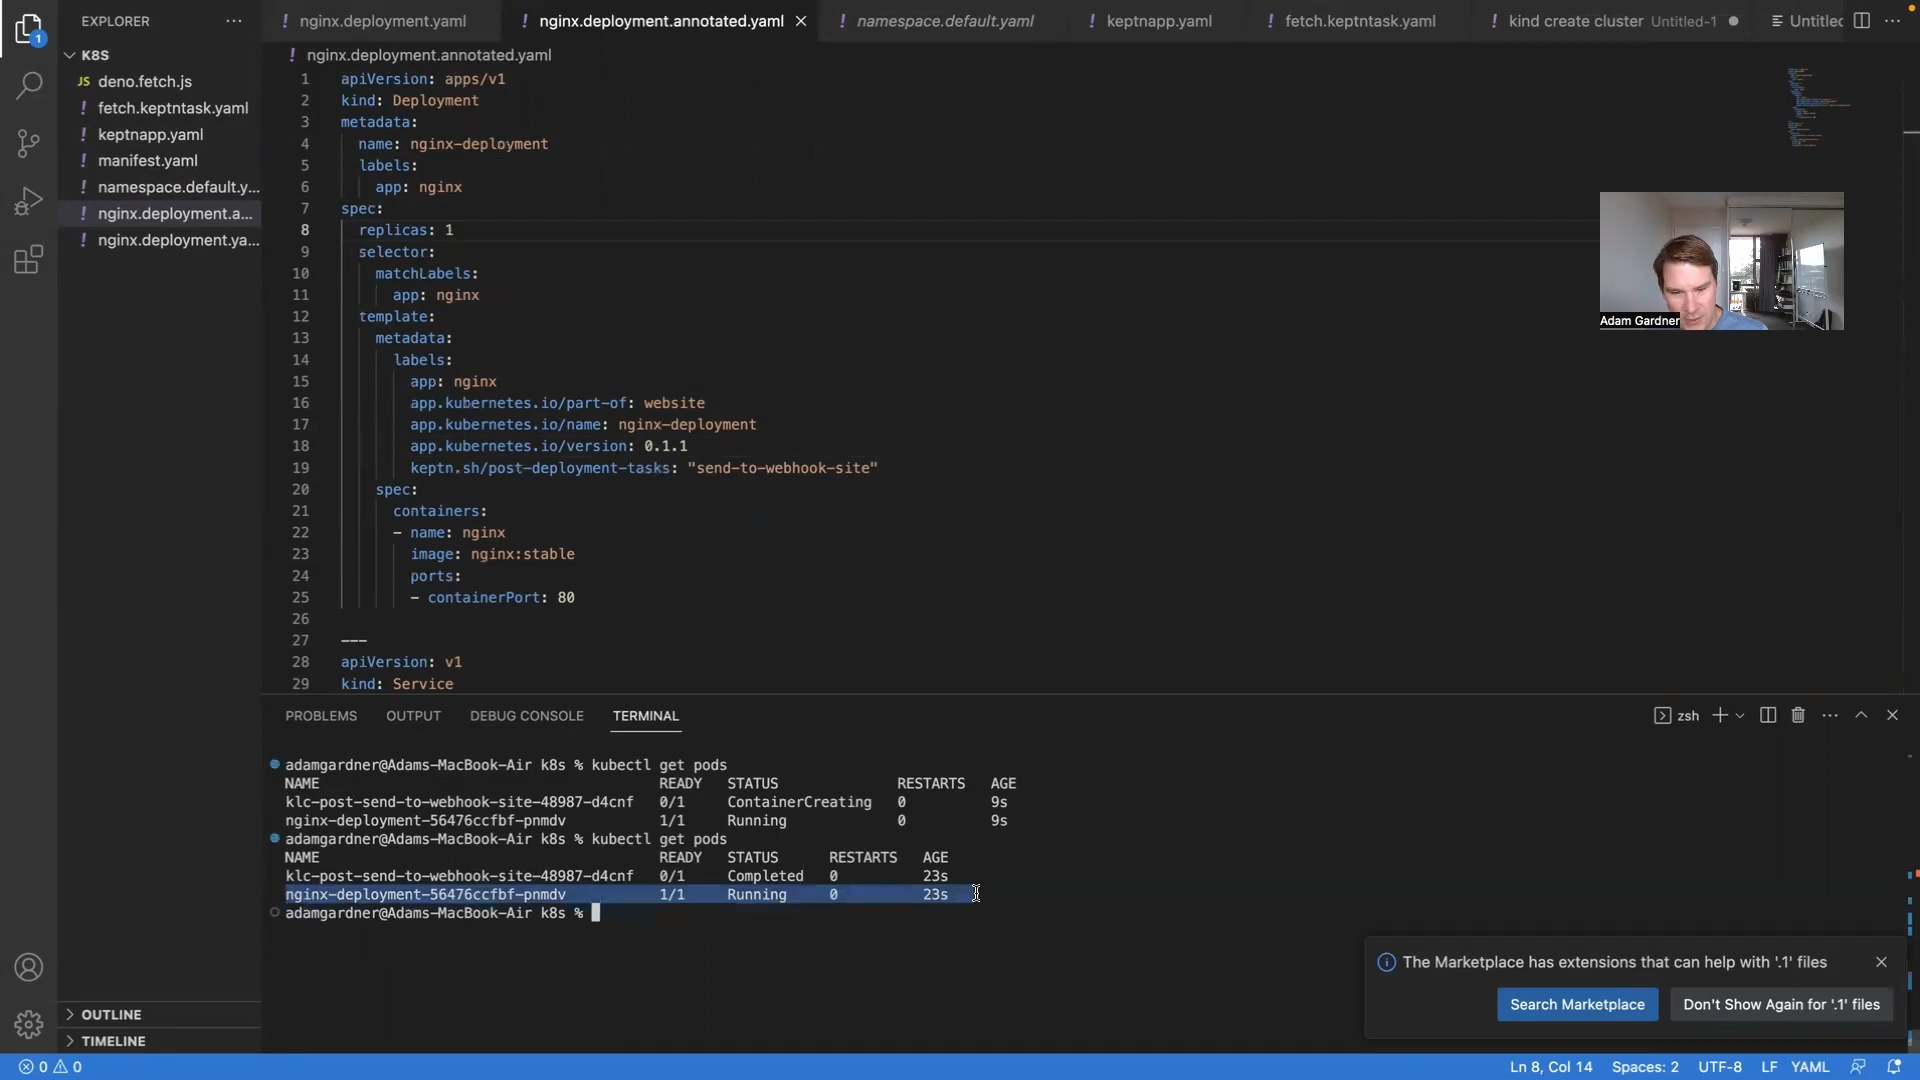 EXPLORER
K8S
JS deno.fetch.js
! fetch.keptntask.yaml
! keptnapp.yaml
! manifest.yaml
! namespace.default.y...
! nginx.deployment.a...
! nginx.deployment.ya...
OUTLINE
TIMELINE
1
! nginx.deployment.yaml
! nginx.deployment.annotated.yaml
! namespace.default.yaml
! keptnapp.yaml
! fetch.keptntask.yaml
! kind create cluster Untitled-1
Untitlec
! nginx.deployment.annotated.yaml
1 apiVersion: apps/v1
2 kind: Deployment
3 metadata:
4 name: nginx-deployment
5 labels:
6 app: nginx
7 spec:
8 replicas: 1
9 selector:
10 matchLabels:
11 app: nginx
12 template:
13 metadata:
14 labels:
15 app: nginx
16 app.kubernetes.io/part-of: website
17 app.kubernetes.io/name: nginx-deployment
18 app.kubernetes.io/version: 0.1.1
19 keptn.sh/post-deployment-tasks: "send-to-webhook-site"
20 spec:
21 containers:
22 - name: nginx
23 image: nginx:stable
24 ports:
25 - containerPort: 80
26
27 ---
28 apiVersion: v1
29 kind: Service
Adam Gardner
PROBLEMS OUTPUT DEBUG CONSOLE TERMINAL
zsh
adamgardner@Adams-MacBook-Air k8s % kubectl get pods
NAME READY STATUS RESTARTS AGE
klc-post-send-to-webhook-site-48987-d4cnf 0/1 ContainerCreating 0 9s
nginx-deployment-56476ccfbf-pnmdv 1/1 Running 0 9s
adamgardner@Adams-MacBook-Air k8s % kubectl get pods
NAME READY STATUS RESTARTS AGE
klc-post-send-to-webhook-site-48987-d4cnf 0/1 Completed 0 23s
nginx-deployment-56476ccfbf-pnmdv 1/1 Running 0 23s
adamgardner@Adams-MacBook-Air k8s %
The Marketplace has extensions that can help with '.1' files
Search Marketplace
Don't Show Again for '.1' files
0 0
Ln 8, Col 14 Spaces: 2 UTF-8 LF YAML